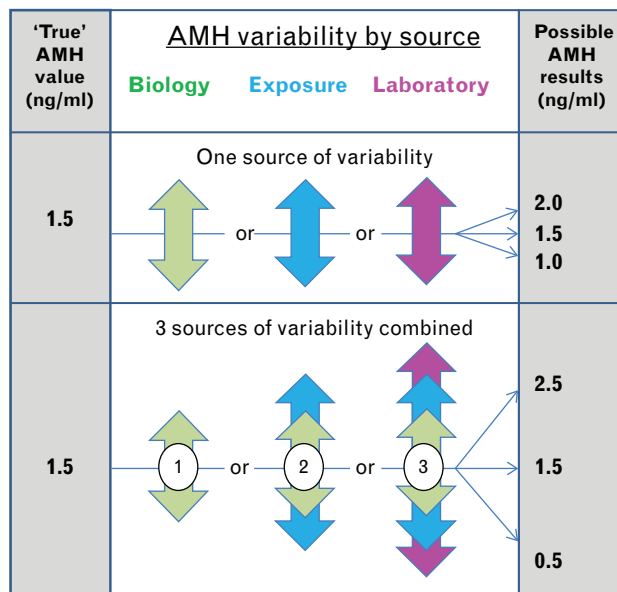 'True'
AMH
value
(ng/ml)
AMH variability by source
Biology Exposure Laboratory
Possible
AMH
results
(ng/ml)
One source of variability
1.5
or
or
2.0
1.5
1.0
3 sources of variability combined
1.5
1
or
2
or
3
2.5
1.5
0.5